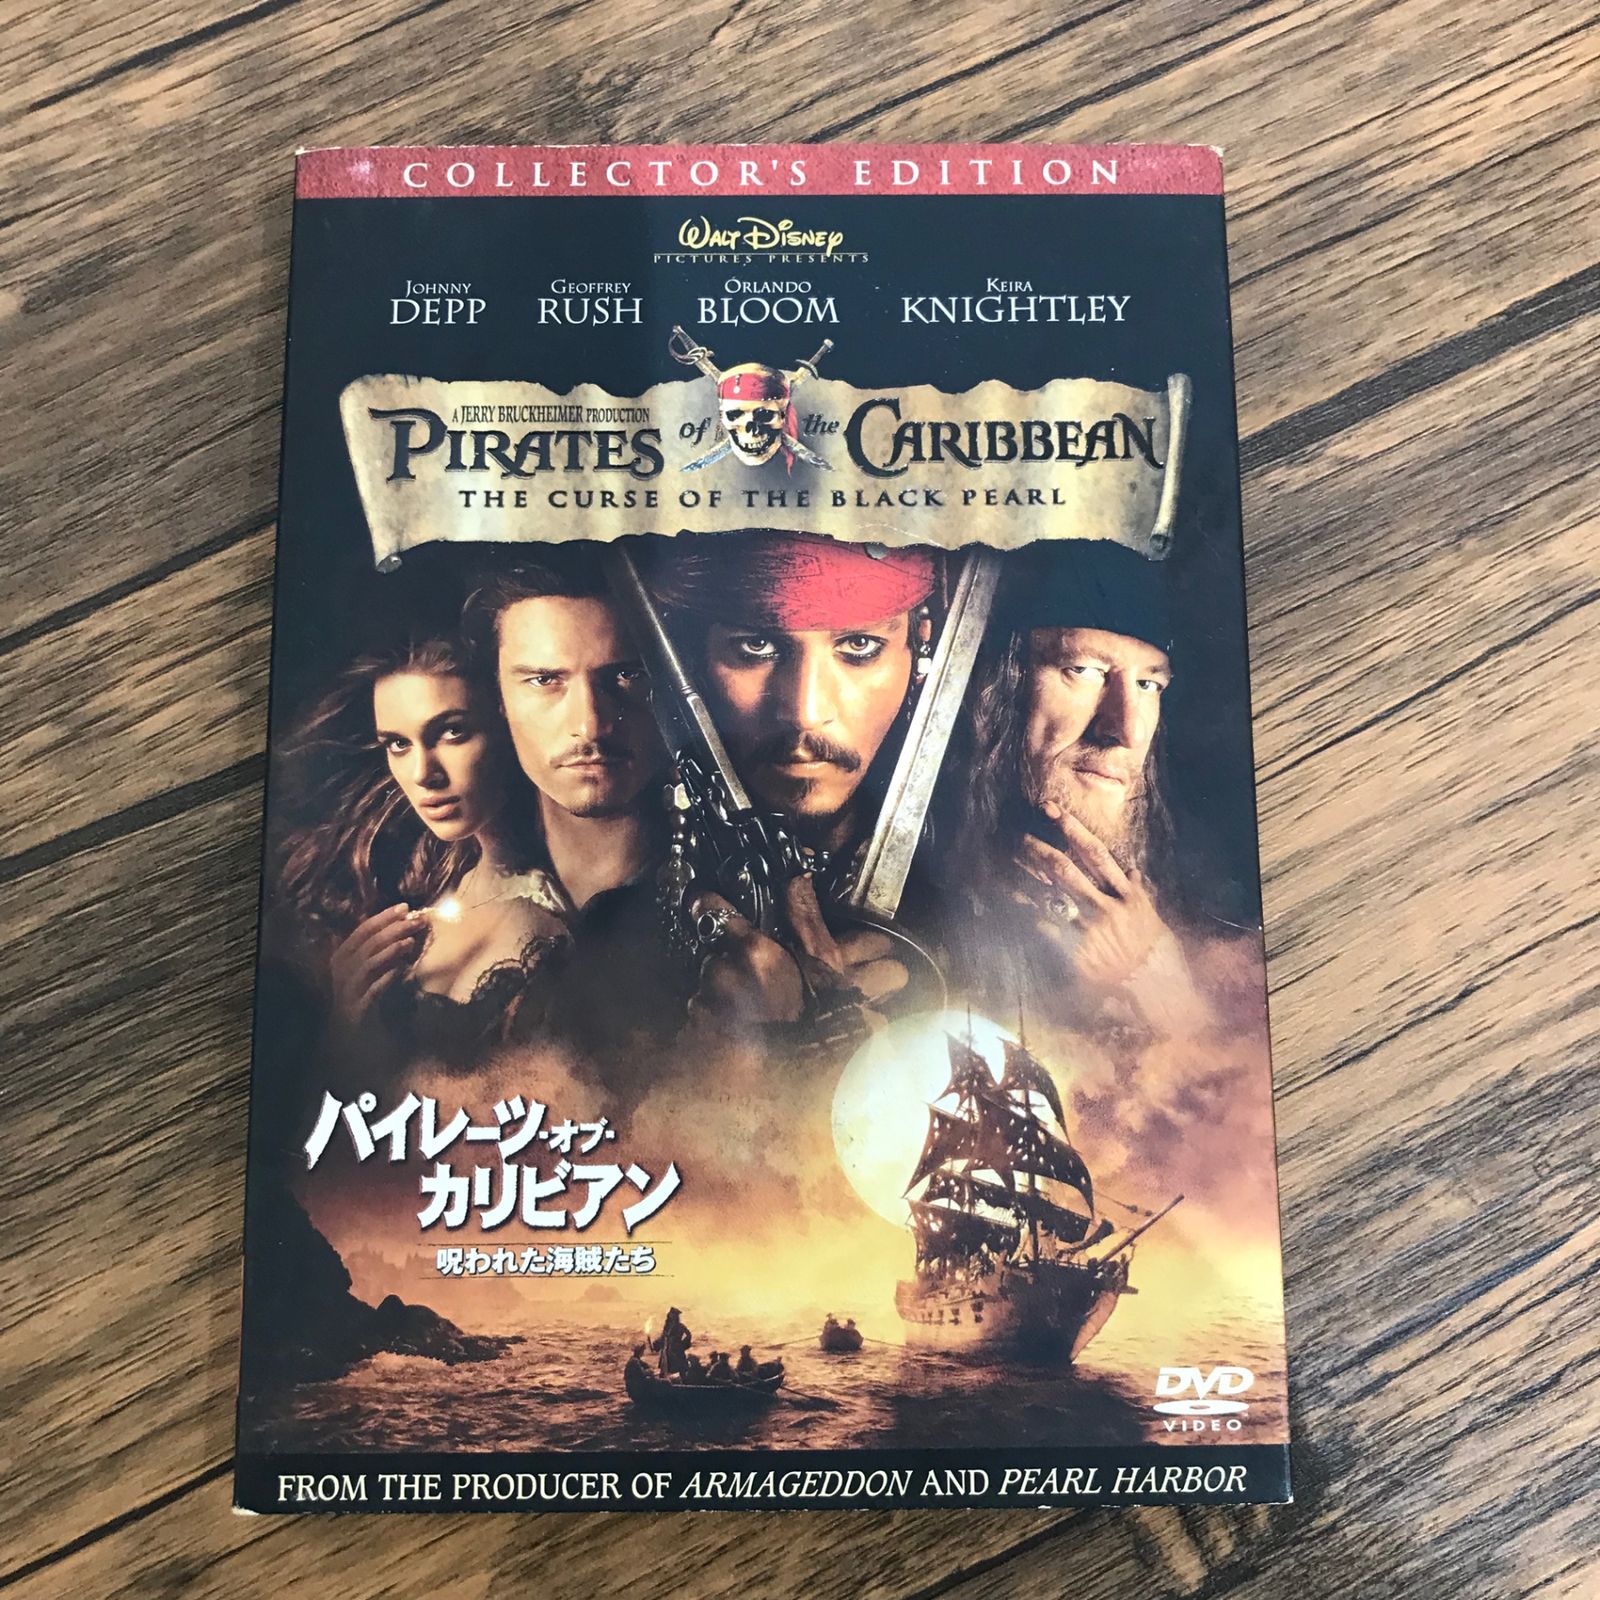 COLLECTOR'S EDITION
WALT DISNEY
PICTURES PRESENTS
JOHNNY DEPP GEOFFREY RUSH ORLANDO BLOOM KEIRA KNIGHTLEY
A JERRY BRUCKHEIMER PRODUCTION
PIRATES of the CARIBBEAN
THE CURSE OF THE BLACK PEARL
パイレーツ・オブ・
カリビアン
呪われた海賊たち
DVD
VIDEO
FROM THE PRODUCER OF ARMAGEDDON AND PEARL HARBOR